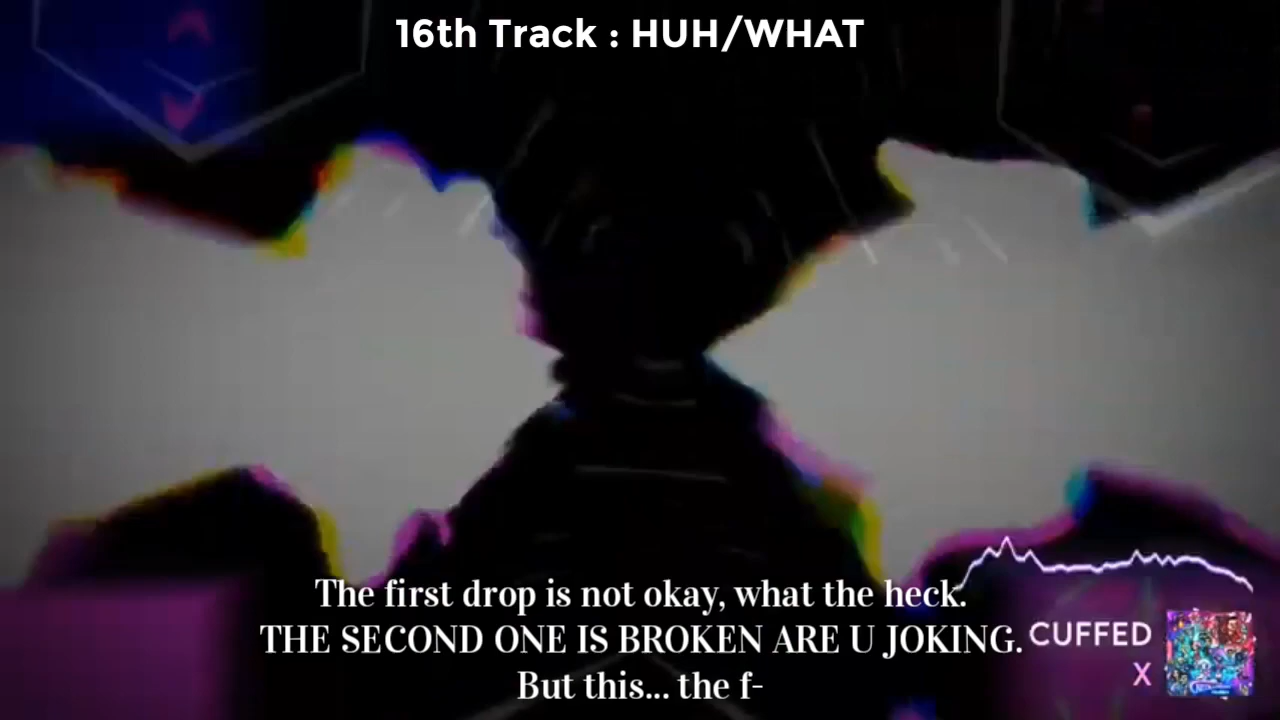 16th Track : HUH/WHAT
The first drop is not okay, what the heck.
THE SECOND ONE IS BROKEN ARE U JOKING.
But this... the f-
CUFFED
X